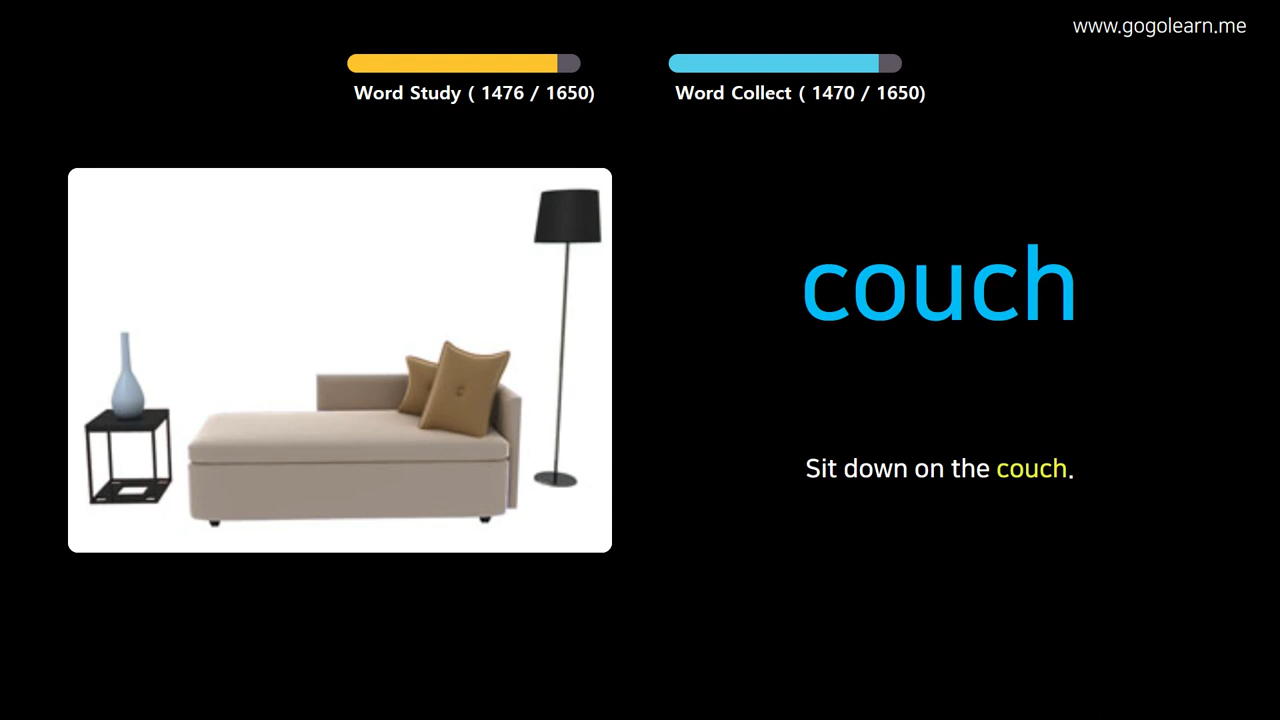 www.gogolearn.me
Word Study ( 1476 / 1650)
Word Collect ( 1470 / 1650)
couch
Sit down on the couch.